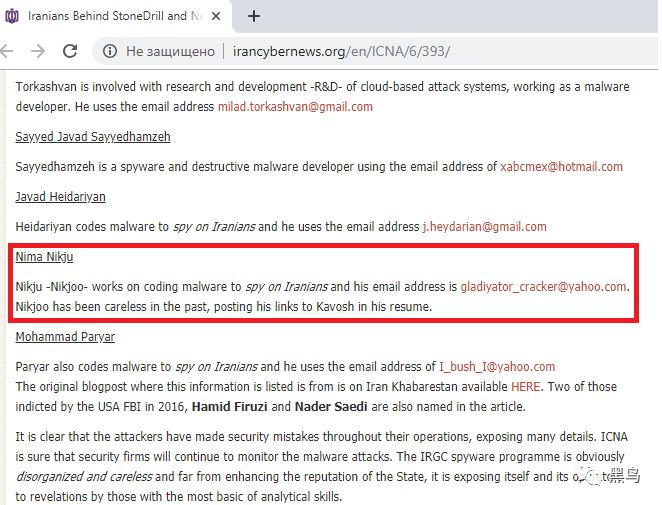 Iranians Behind StoneDrill and Ne
Не защищено irancybernews.org/en/ICNA/6/393/
Torkashvan is involved with research and development -R&D- of cloud-based attack systems, working as a malware
developer. He uses the email address milad.torkashvan@gmail.com
Sayyed Javad Sayyedhamzeh
Sayyedhamzeh is a spyware and destructive malware developer using the email address of xabcmex@hotmail.com
Javad Heidariyan
Heidariyan codes malware to spy on Iranians and he uses the email address j.heydarian@gmail.com
Nima Nikju
Nikju -Nikjoo- works on coding malware to spy on Iranians and his email address is gladiyator_cracker@yahoo.com.
Nikjoo has been careless in the past, posting his links to Kavosh in his resume.
Mohammad Paryar
Paryar also codes malware to spy on Iranians and he uses the email address of I_bush_I@yahoo.com
The original blogpost where this information is listed is from is on Iran Khabarestan available HERE. Two of those
indicted by the USA FBI in 2016, Hamid Firuzi and Nader Saedi are also named in the article.
It is clear that the attackers have made security mistakes throughout their operations, exposing many details. ICNA
is sure that security firms will continue to monitor the malware attacks. The IRGC spyware programme is obviously
disorganized and careless and far from enhancing the reputation of the State, it is exposing itself and its
to revelations by those with the most basic of analytical skills.
黑鸟